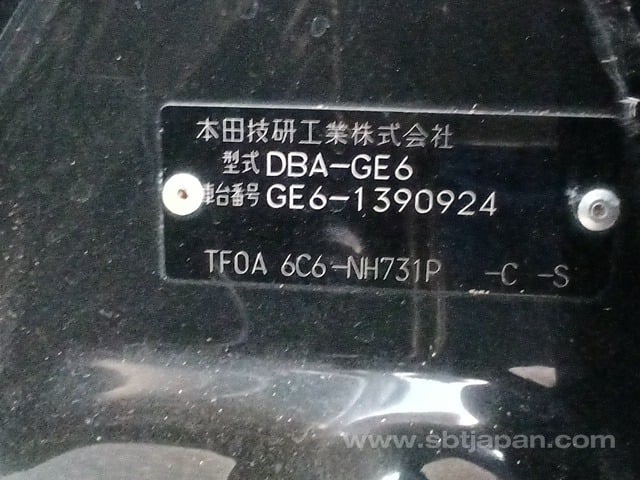 本田技研工業株式会社
型式 DBA-GE6
車台番号 GE6-1390924
TF0A 6C6-NH731P -C -S
www.sbtjapan.com